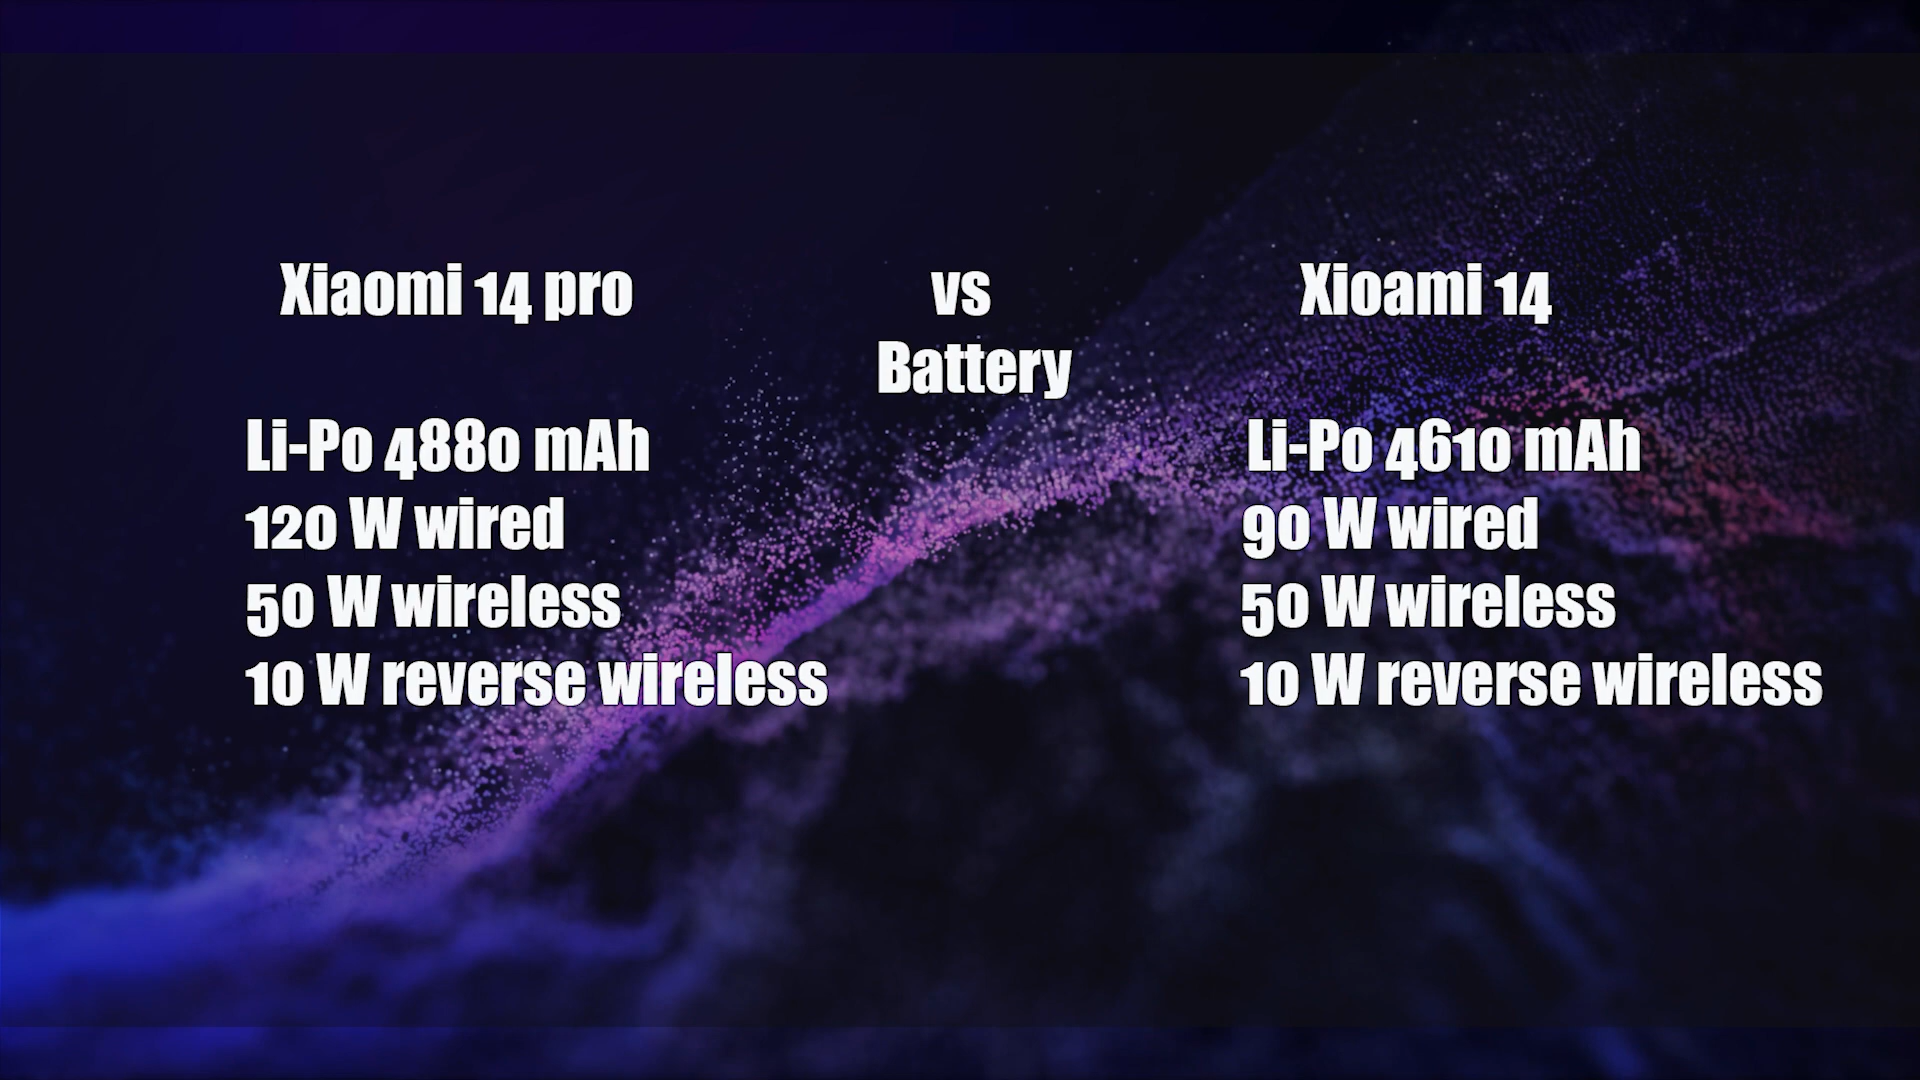 Xiaomi 14 pro vs Xioami 14
Battery
Li-Po 4880 mAh Li-Po 4610 mAh
120 W wired 90 W wired
50 W wireless 50 W wireless
10 W reverse wireless 10 W reverse wireless